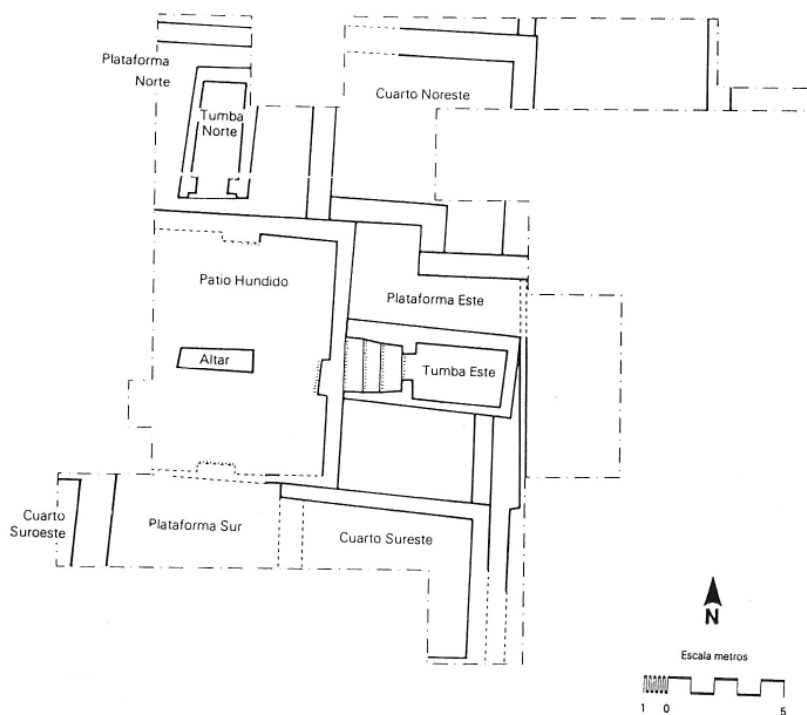 Plataforma
Norte
Tumba
Norte
Cuarto Noreste
Patio Hundido
Plataforma Este
Altar
Tumba Este
Cuarto
Suroeste
Plataforma Sur
Cuarto Sureste
N
Escala metros
1 0 5